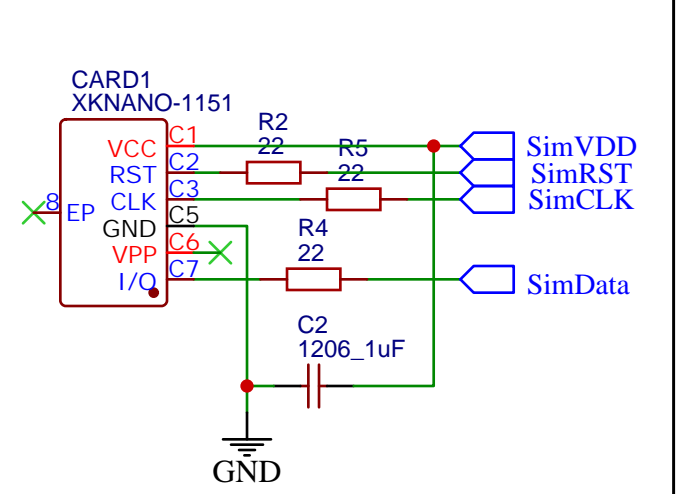 CARD1
XKNANO-1151
VCC C1
RST C2
CLK C3
8 EP
GND C5
VPP C6
I/O C7
R2
22
R5
22
R4
22
C2
1206_1uF
SimVDD
SimRST
SimCLK
SimData
GND